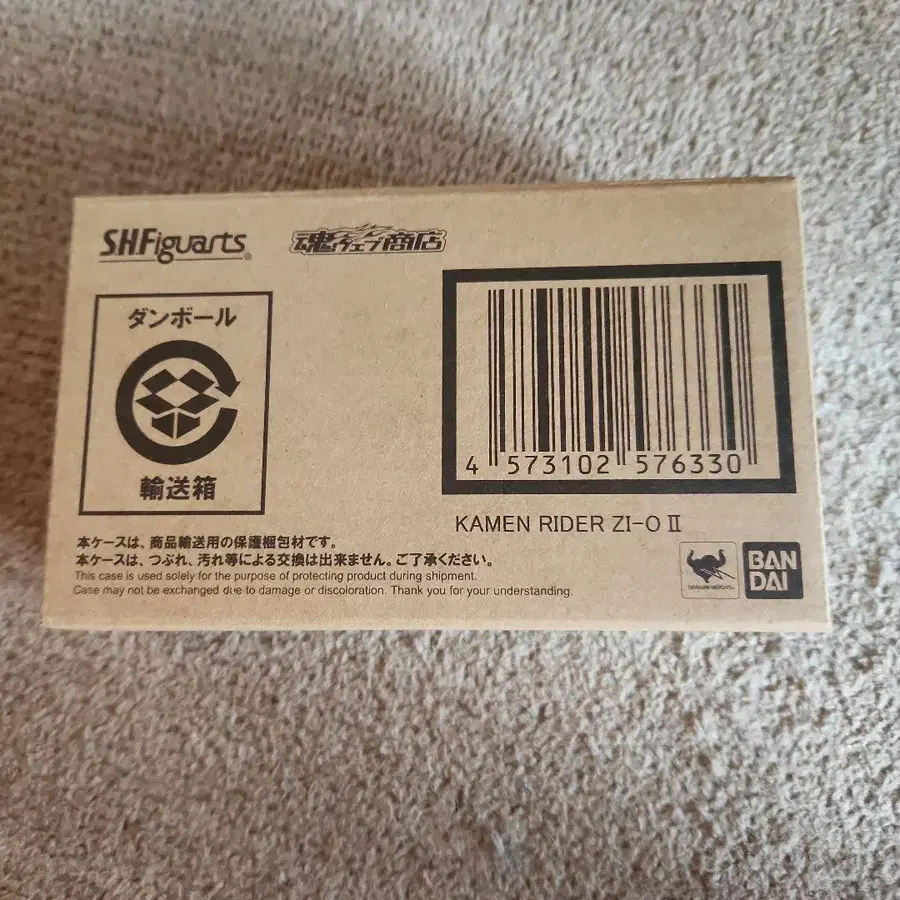 S.H.Figuarts®
魂ウェブ商店
ダンボール
輸送箱
4 573102 576330
KAMEN RIDER ZI-O Ⅱ
本ケースは、商品輸送用の保護梱包材です。
本ケースは、つぶれ、汚れ等による交換は出来ません。ご了承ください。
This case is used solely for the purpose of protecting product during shipment.
Case may not be exchanged due to damage or discoloration. Thank you for your understanding.
BAN
DAI